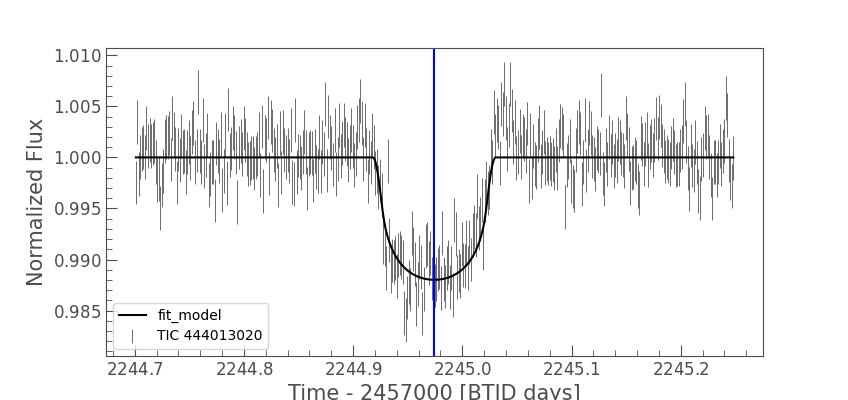 1.010
1.005
1.000
0.995
0.990
0.985
Normalized Flux
fit_model
TIC 444013020
2244.7 2244.8 2244.9 2245.0 2245.1 2245.2
Time - 2457000 [BTJD days]